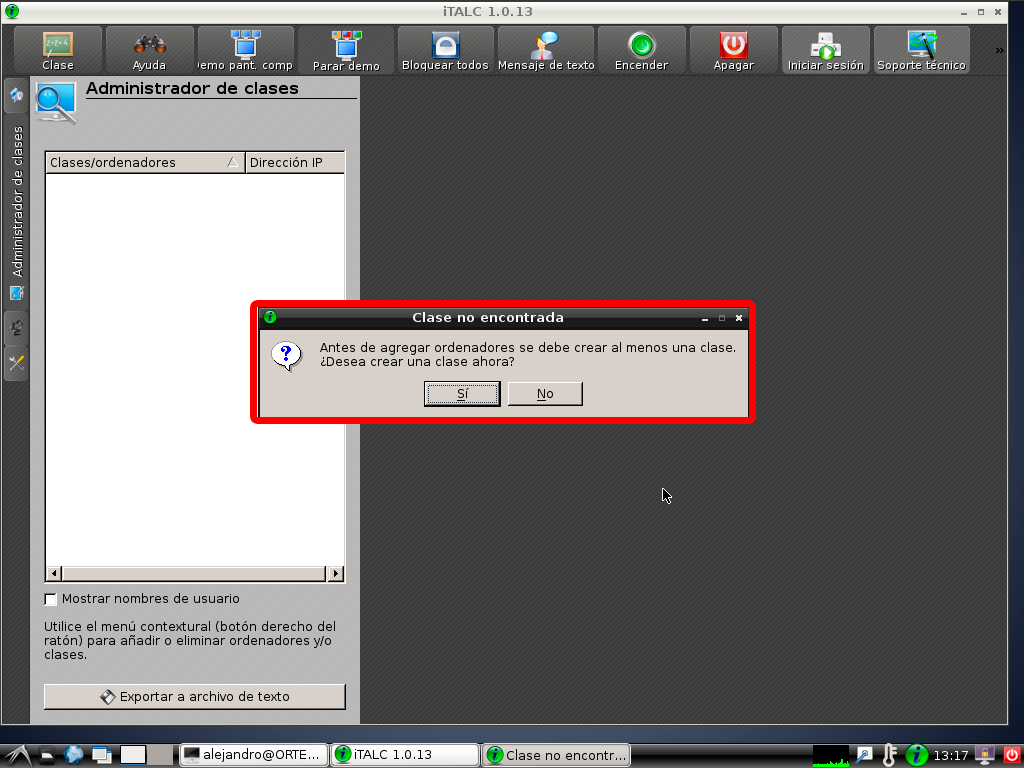 iTALC 1.0.13
Clase
Ayuda
emo pant. comp
Parar demo
Bloquear todos
Mensaje de texto
Encender
Apagar
Iniciar sesión
Soporte técnico
»
Administrador de clases
Administrador de clases
Clases/ordenadores
Dirección IP
Clase no encontrada
Antes de agregar ordenadores se debe crear al menos una clase.
¿Desea crear una clase ahora?
Sí
No
Mostrar nombres de usuario
Utilice el menú contextural (botón derecho del
ratón) para añadir o eliminar ordenadores y/o
clases.
Exportar a archivo de texto
alejandro@ORTE...
iTALC 1.0.13
Clase no encontr...
13:17